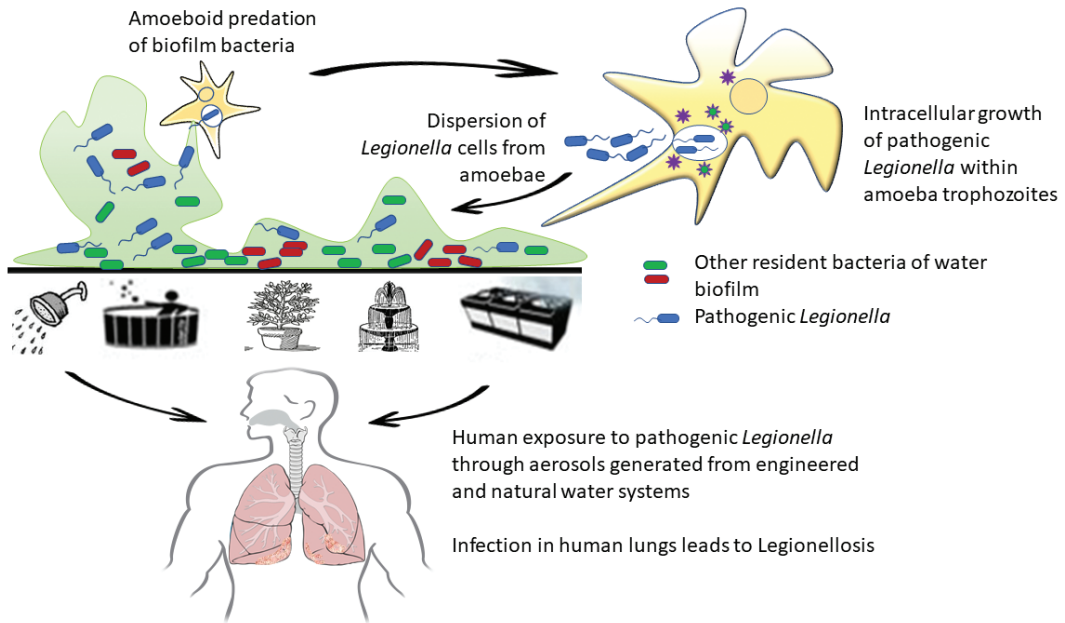 Amoeboid predation
of biofilm bacteria
Dispersion of
Legionella cells from
amoebae
Intracellular growth
of pathogenic
Legionella within
amoeba trophozoites
Other resident bacteria of water
biofilm
Pathogenic Legionella
Human exposure to pathogenic Legionella
through aerosols generated from engineered
and natural water systems
Infection in human lungs leads to Legionellosis